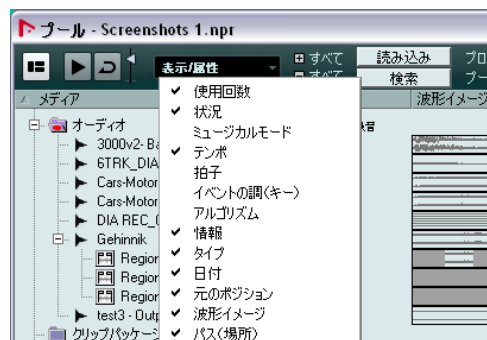 プール - Screenshots 1.npr
表示/属性
すべて
読み込み
プロ
すべて
検索
プー
メディア
波形イメージ
使用回数
状況
ミュージカルモード
テンポ
拍子
イベントの調(キー)
アルゴリズム
情報
タイプ
日付
元のポジション
波形イメージ
パス(場所)
オーディオ
3000v2- Ba
6TRK_DIA
Cars-Motor
Cars-Motor
DIA REC_0
Gehinnik
Region
Region
Region
test3 - Outp
クリップパッケージ